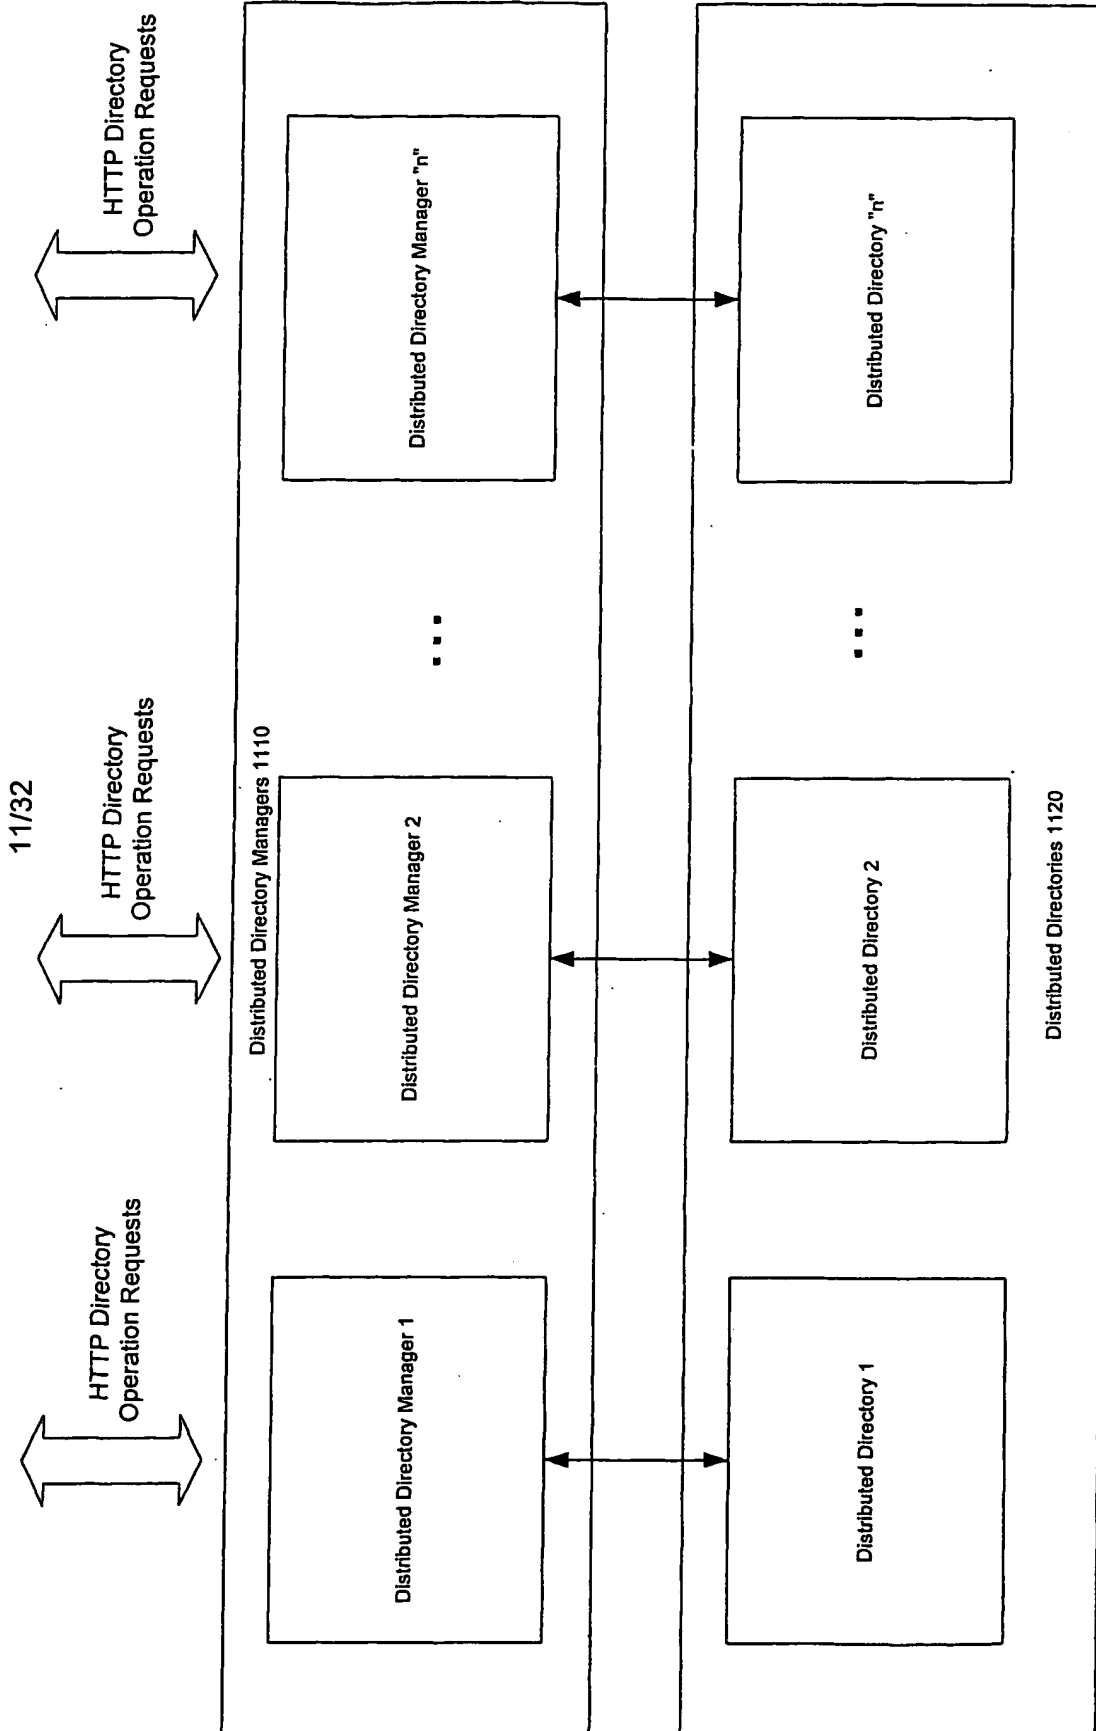 11/32
HTTP Directory
Operation Requests
HTTP Directory
Operation Requests
HTTP Directory
Operation Requests
Distributed Directory Managers 1110
Distributed Directory Manager 1
Distributed Directory Manager 2
...
Distributed Directory Manager "n"
Distributed Directory 1
Distributed Directory 2
...
Distributed Directory "n"
Distributed Directories 1120